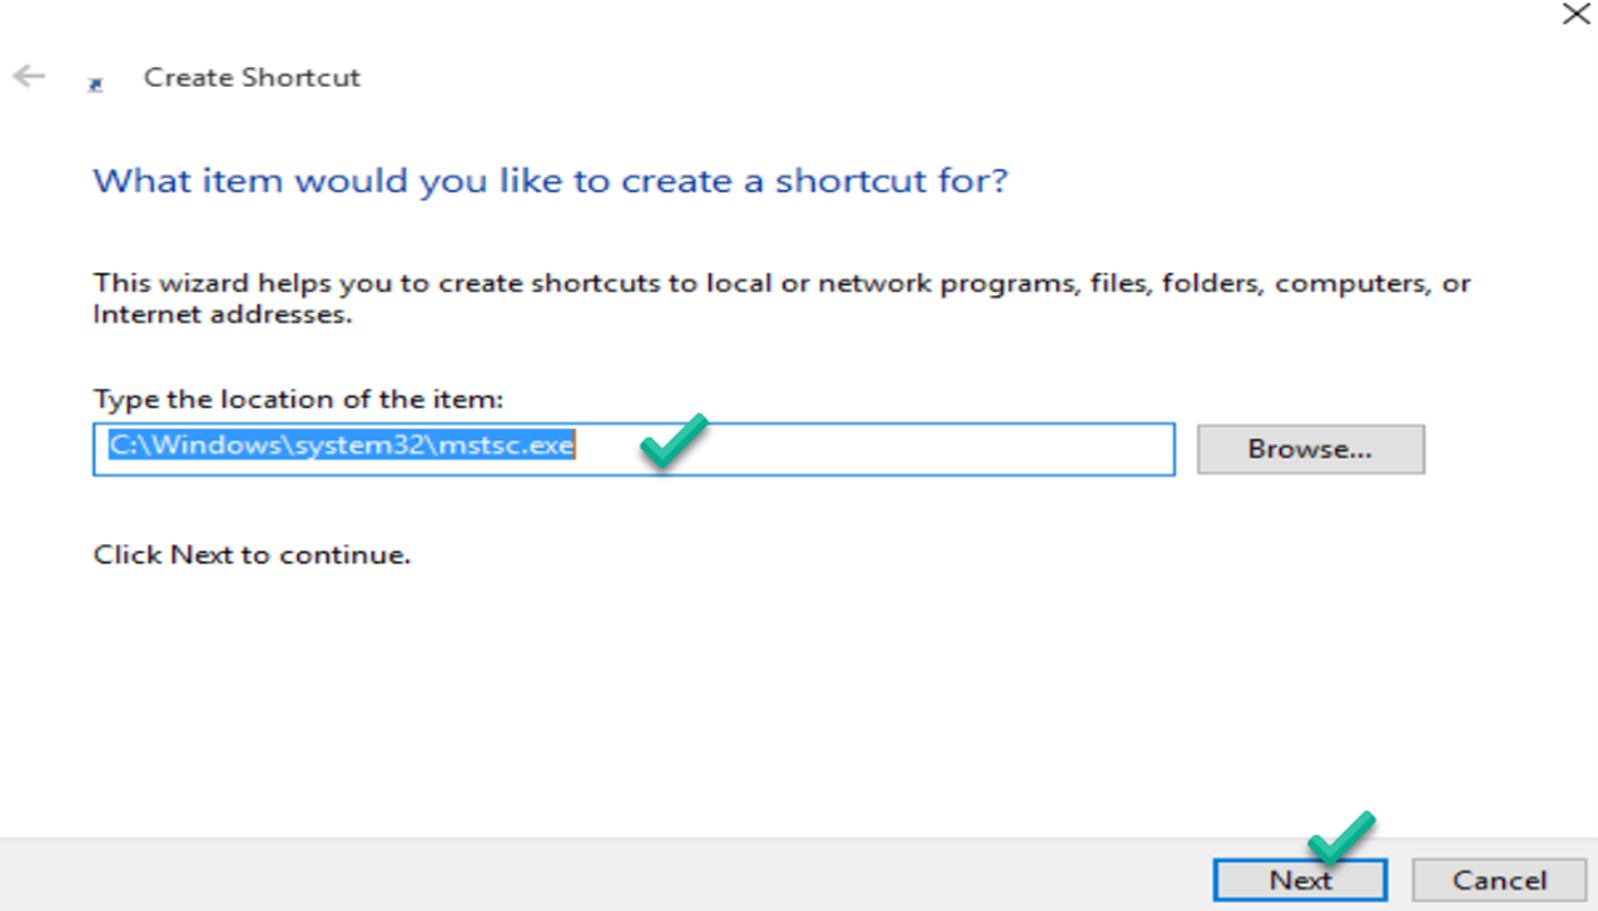 Create Shortcut
What item would you like to create a shortcut for?
This wizard helps you to create shortcuts to local or network programs, files, folders, computers, or
Internet addresses.
Type the location of the item:
C:\Windows\system32\mstsc.exe
Browse...
Click Next to continue.
Next
Cancel